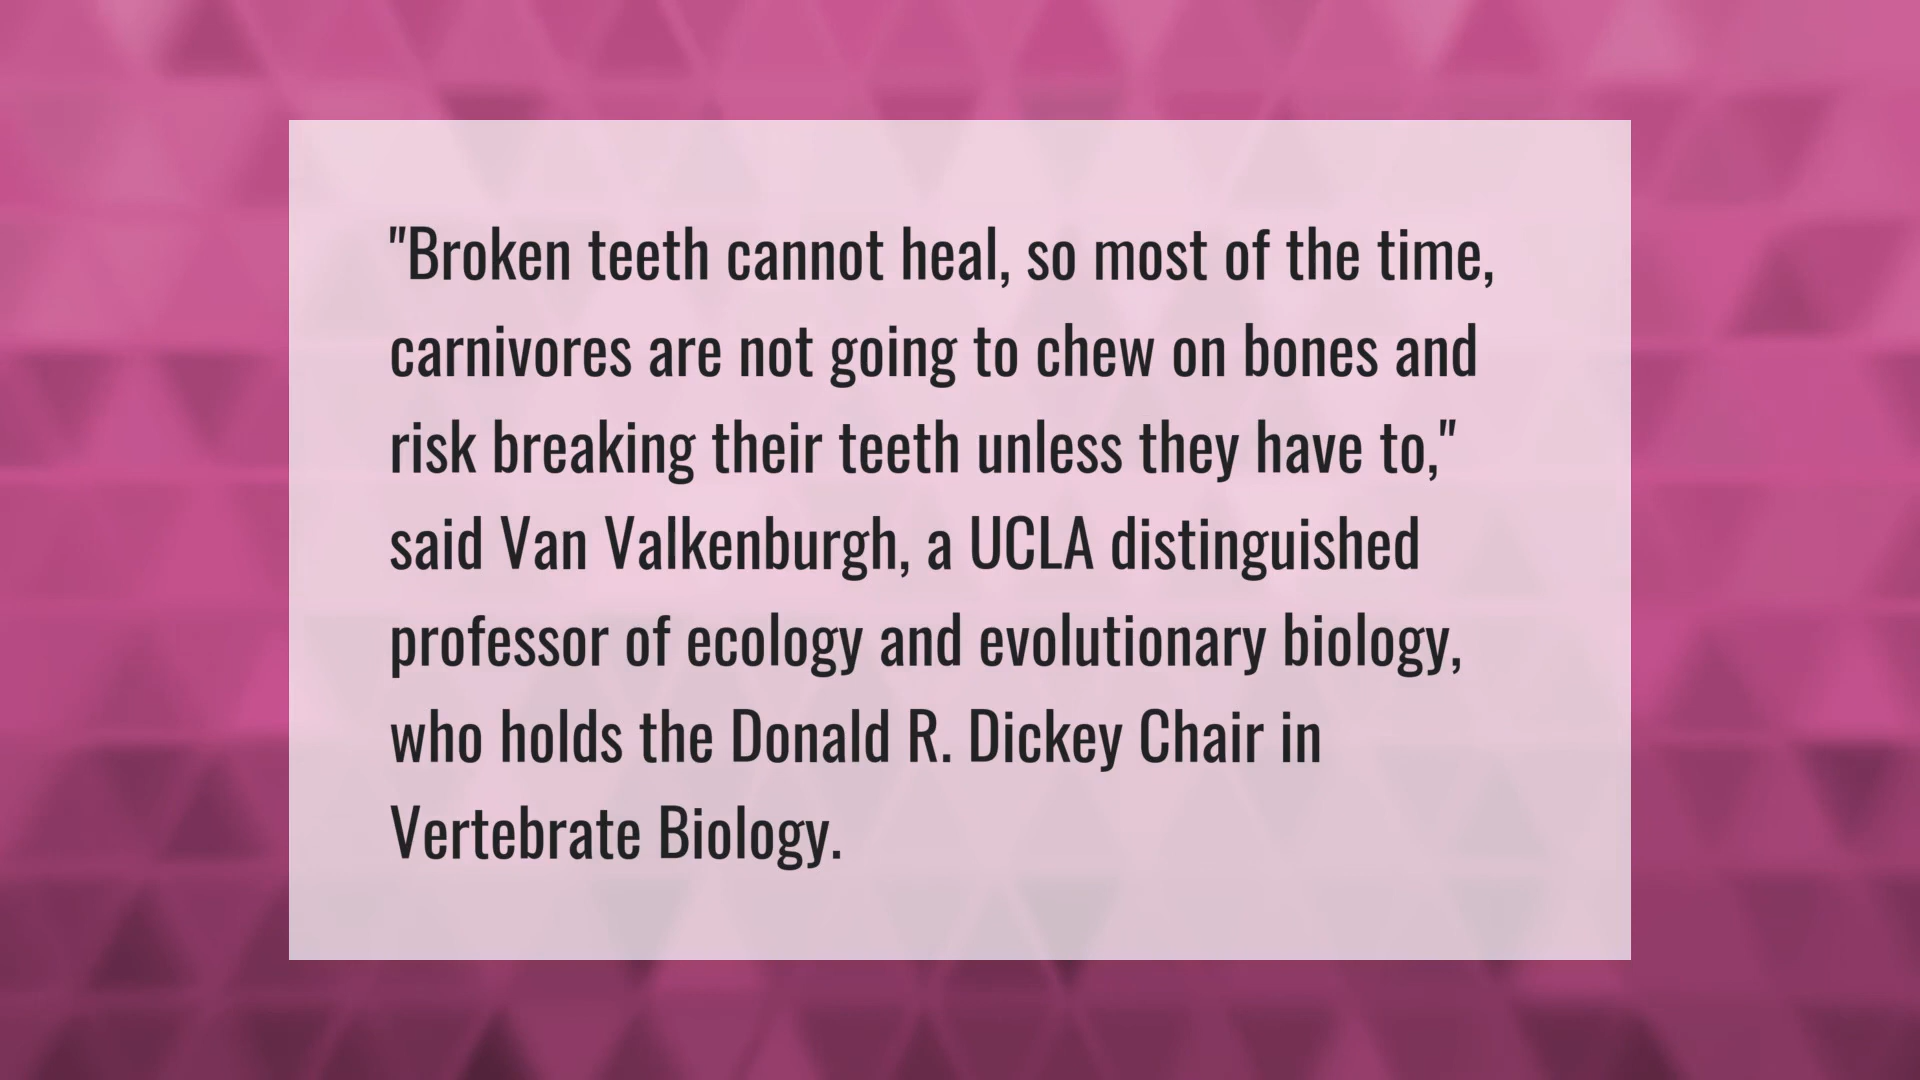 "Broken teeth cannot heal, so most of the time,
carnivores are not going to chew on bones and
risk breaking their teeth unless they have to,"
said Van Valkenburgh, a UCLA distinguished
professor of ecology and evolutionary biology,
who holds the Donald R. Dickey Chair in
Vertebrate Biology.